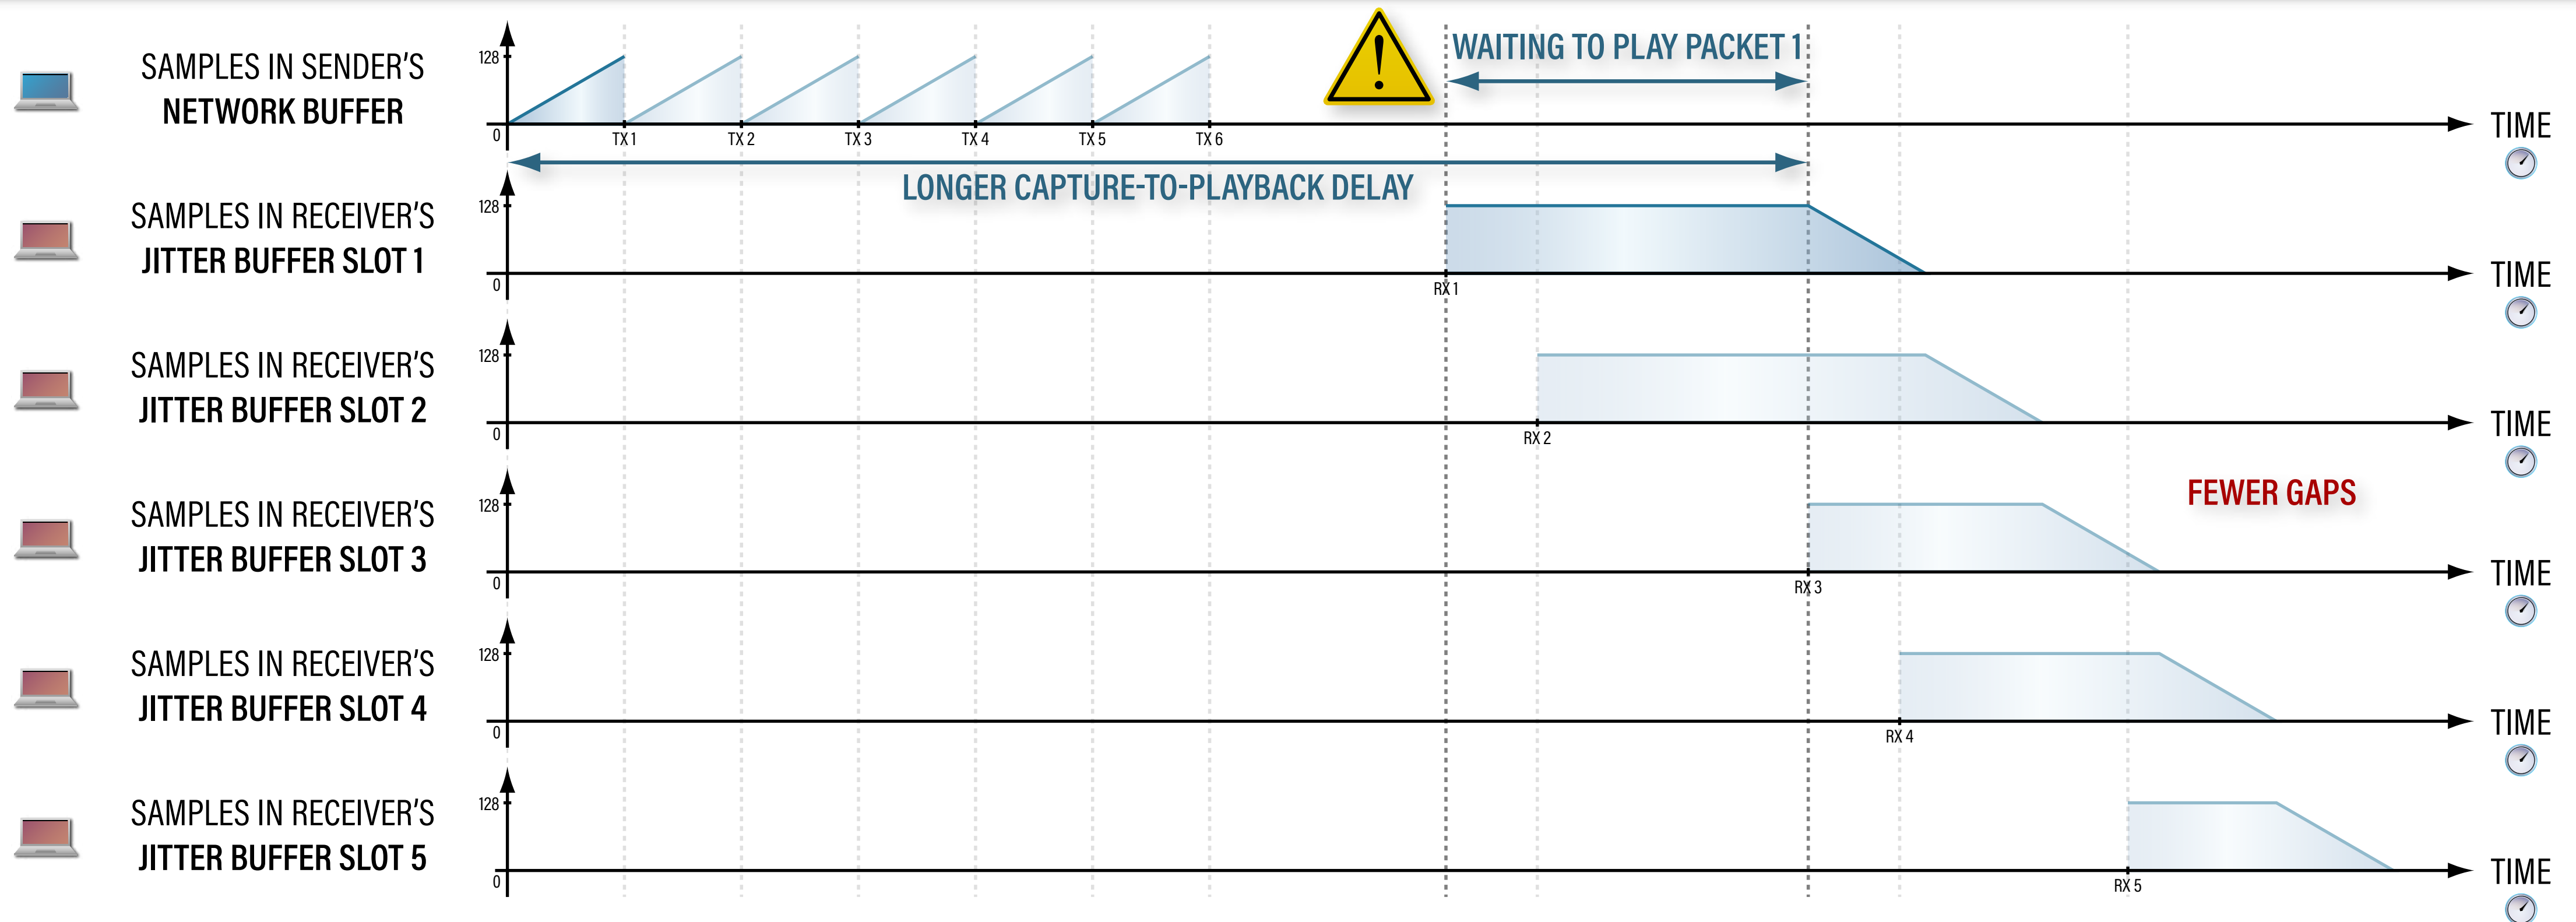 WAITING TO PLAY PACKET 1
SAMPLES IN SENDER'S
NETWORK BUFFER
128
0
TX 1
TX 2
TX 3
TX 4
TX 5
TX 6
TIME
LONGER CAPTURE-TO-PLAYBACK DELAY
SAMPLES IN RECEIVER'S
JITTER BUFFER SLOT 1
128
0
RX 1
TIME
SAMPLES IN RECEIVER'S
JITTER BUFFER SLOT 2
128
0
RX 2
TIME
FEWER GAPS
SAMPLES IN RECEIVER'S
JITTER BUFFER SLOT 3
128
0
RX 3
TIME
SAMPLES IN RECEIVER'S
JITTER BUFFER SLOT 4
128
0
RX 4
TIME
SAMPLES IN RECEIVER'S
JITTER BUFFER SLOT 5
128
0
RX 5
TIME